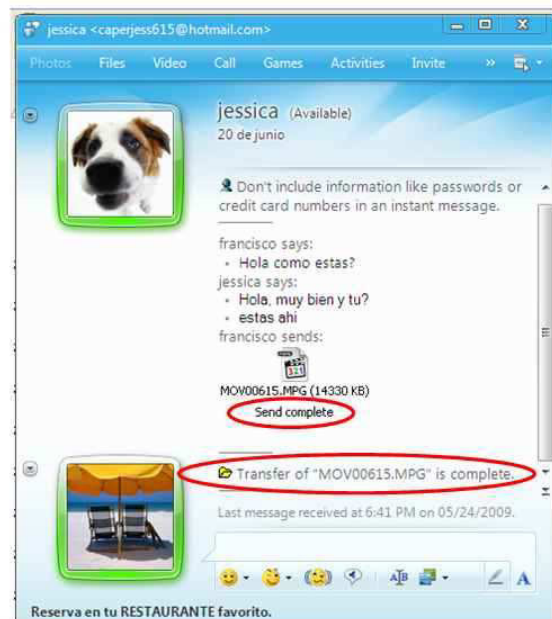 jessica <caperjess615@hotmail.com>
Photos Files Video Call Games Activities Invite »
jessica (Available)
20 de junio
Don't include information like passwords or
credit card numbers in an instant message.
francisco says:
Hola como estas?
jessica says:
Hola, muy bien y tu?
estas ahi
francisco sends:
MOV00615.MPG (14330 KB)
Send complete
Transfer of "MOV00615.MPG" is complete.
Last message received at 6:41 PM on 05/24/2009.
Reserva en tu RESTAURANTE favorito.